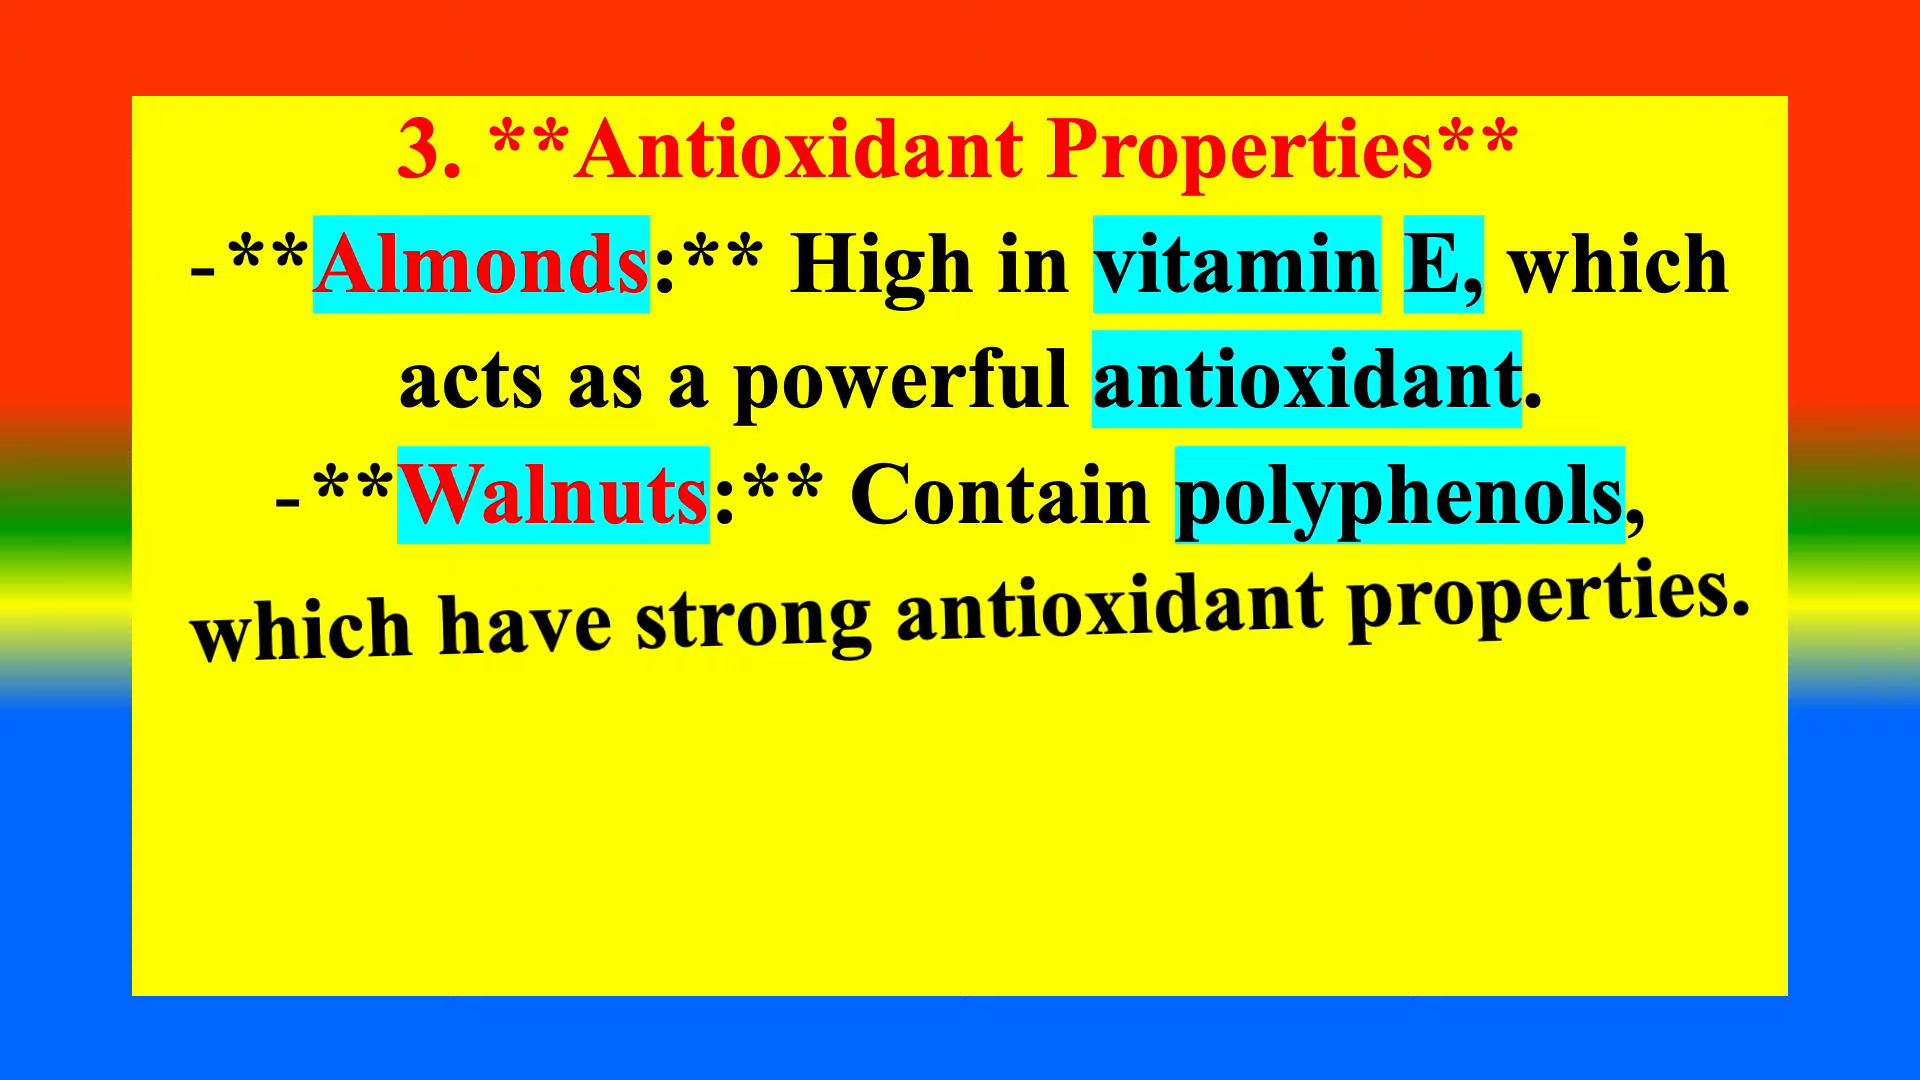 3. **Antioxidant Properties**
-**Almonds:** High in vitamin E, which
acts as a powerful antioxidant.
-**Walnuts:** Contain polyphenols,
which have strong antioxidant properties.